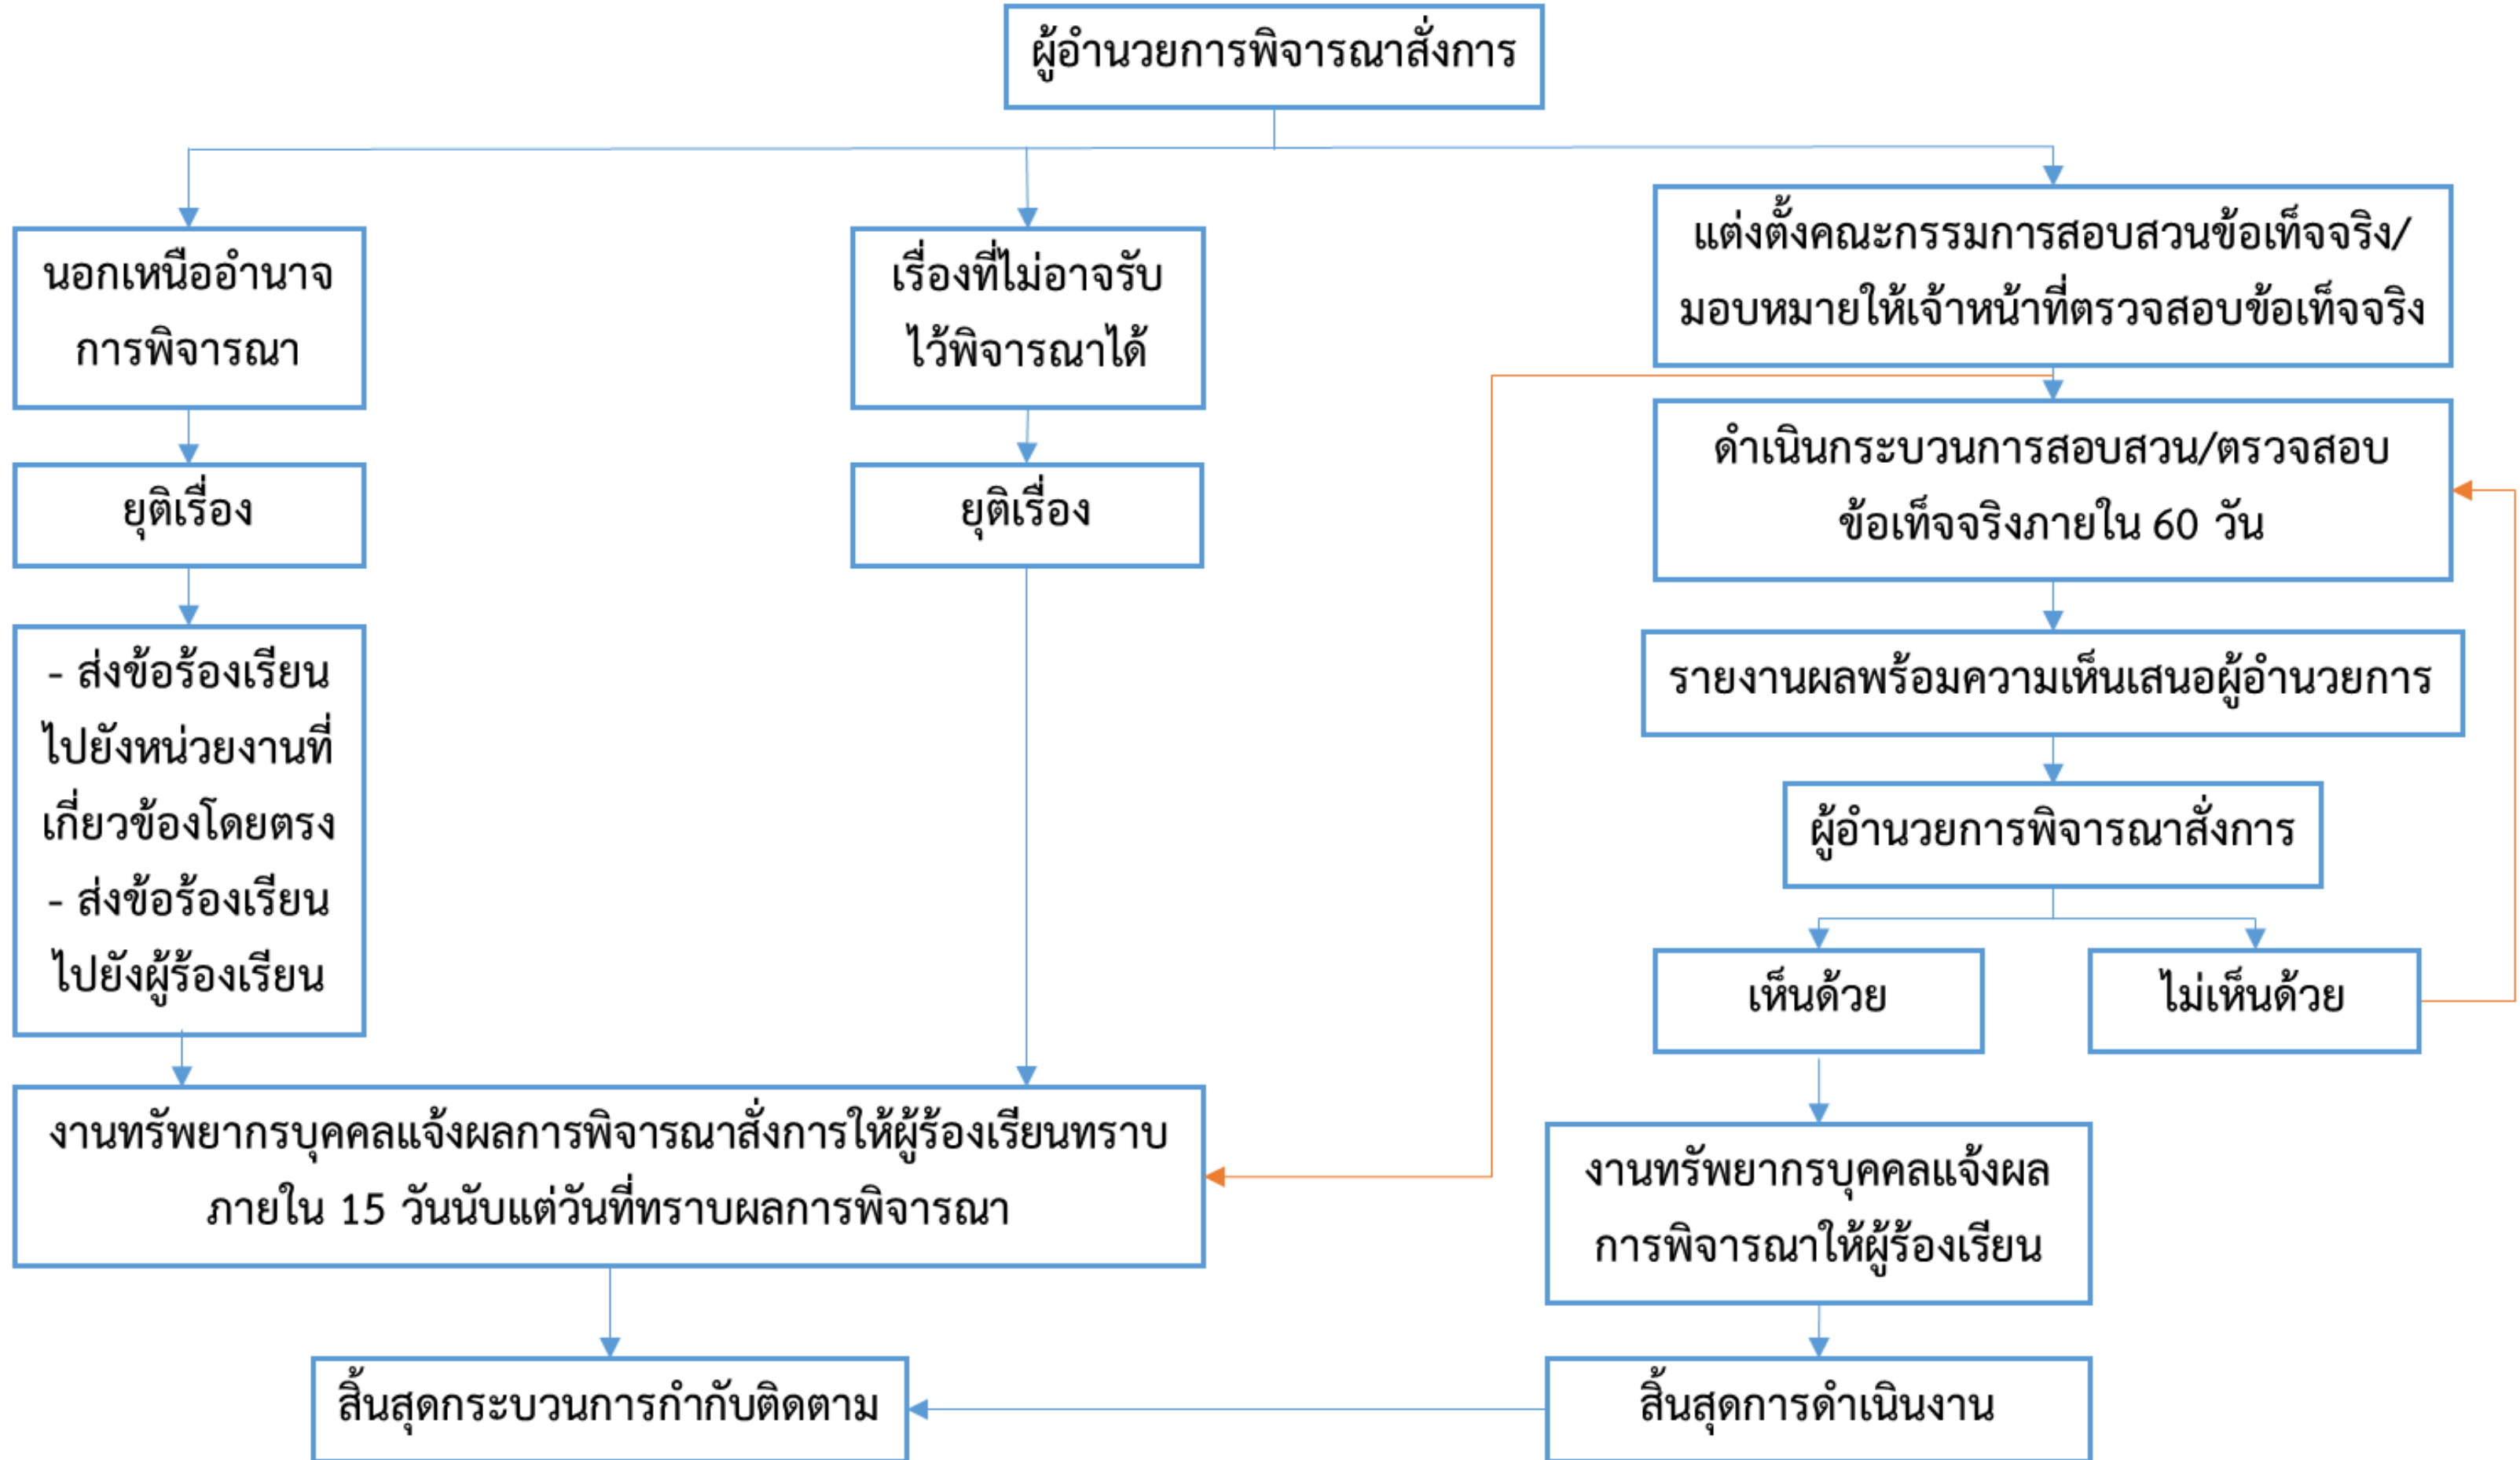 ผู้อำนวยการพิจารณาสั่งการ
นอกเหนืออำนาจ
การพิจารณา
ยุติเรื่อง
- ส่งข้อร้องเรียน
ไปยังหน่วยงานที่
เกี่ยวข้องโดยตรง
- ส่งข้อร้องเรียน
ไปยังผู้ร้องเรียน
เรื่องที่ไม่อาจรับ
ไว้พิจารณาได้
ยุติเรื่อง
งานทรัพยากรบุคคลแจ้งผลการพิจารณาสั่งการให้ผู้ร้องเรียนทราบ
ภายใน 15 วันนับแต่วันที่ทราบผลการพิจารณา
สิ้นสุดกระบวนการกำกับติดตาม
แต่งตั้งคณะกรรมการสอบสวนข้อเท็จจริง/
มอบหมายให้เจ้าหน้าที่ตรวจสอบข้อเท็จจริง
ดำเนินกระบวนการสอบสวน/ตรวจสอบ
ข้อเท็จจริงภายใน 60 วัน
รายงานผลพร้อมความเห็นเสนอผู้อำนวยการ
ผู้อำนวยการพิจารณาสั่งการ
เห็นด้วย
ไม่เห็นด้วย
งานทรัพยากรบุคคลแจ้งผล
การพิจารณาให้ผู้ร้องเรียน
สิ้นสุดการดำเนินงาน